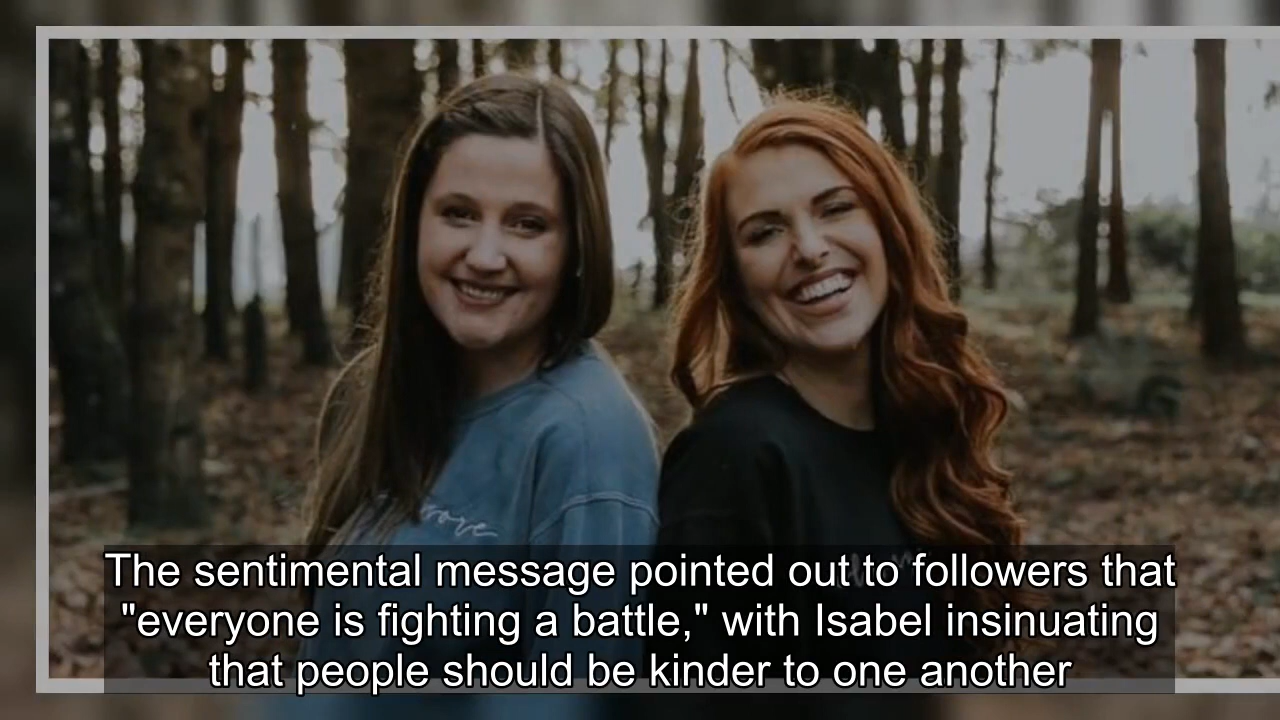 The sentimental message pointed out to followers that
"everyone is fighting a battle," with Isabel insinuating
that people should be kinder to one another